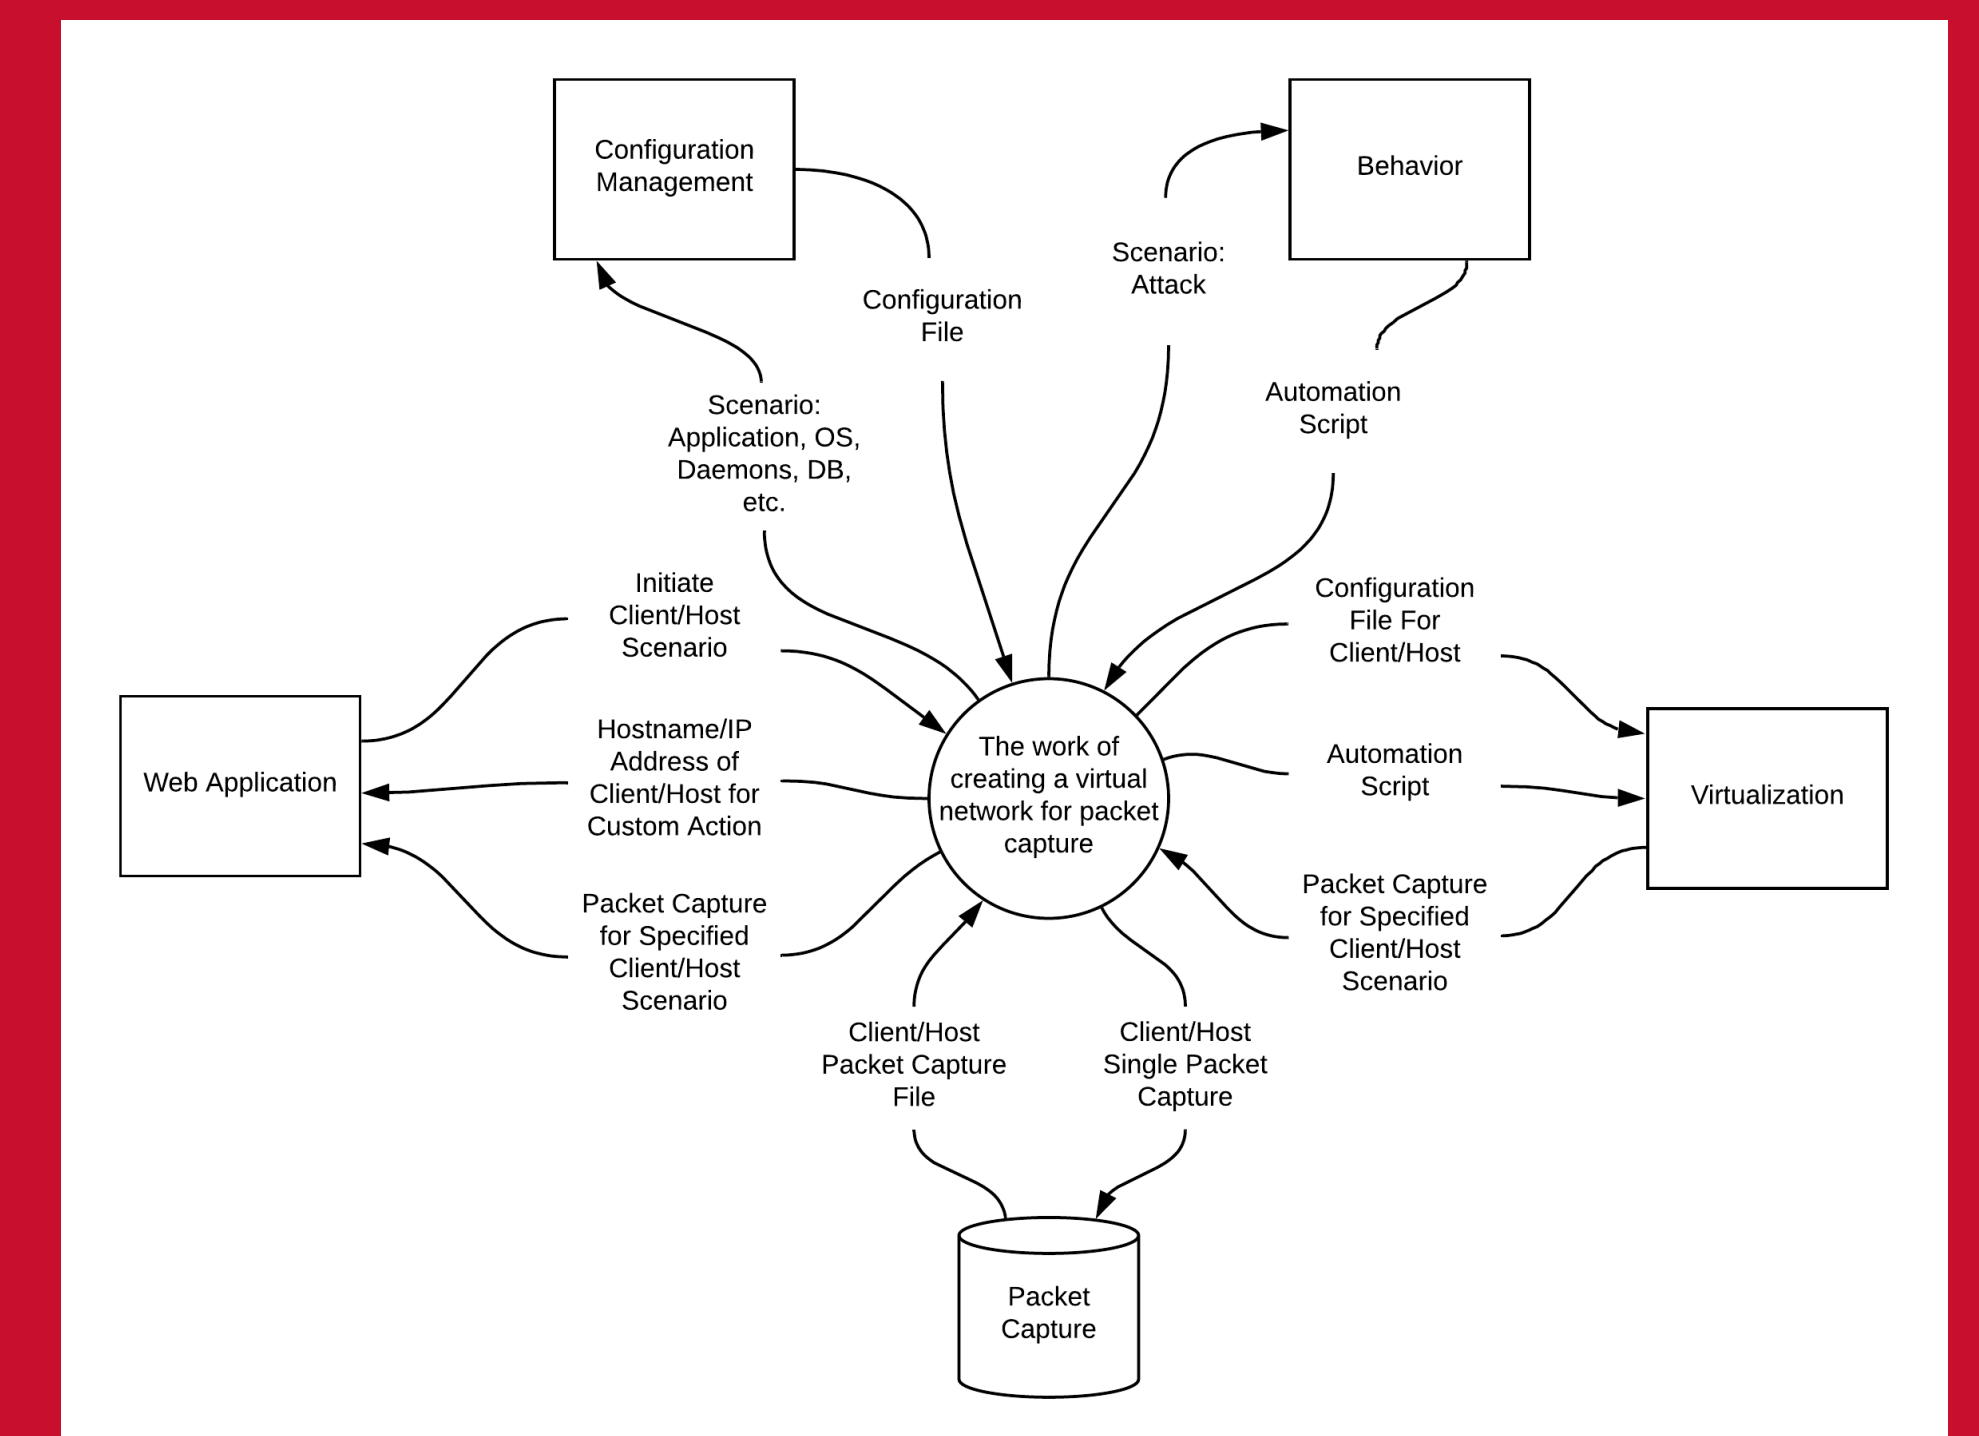 Configuration
Management
Behavior
Scenario:
Attack
Configuration
File
Automation
Script
Scenario:
Application, OS,
Daemons, DB,
etc.
Initiate
Client/Host
Scenario
Configuration
File For
Client/Host
Hostname/IP
Address of
Client/Host for
Custom Action
Web Application
The work of
creating a virtual
network for packet
capture
Automation
Script
Virtualization
Packet Capture
for Specified
Client/Host
Scenario
Packet Capture
for Specified
Client/Host
Scenario
Client/Host
Packet Capture
File
Client/Host
Single Packet
Capture
Packet
Capture